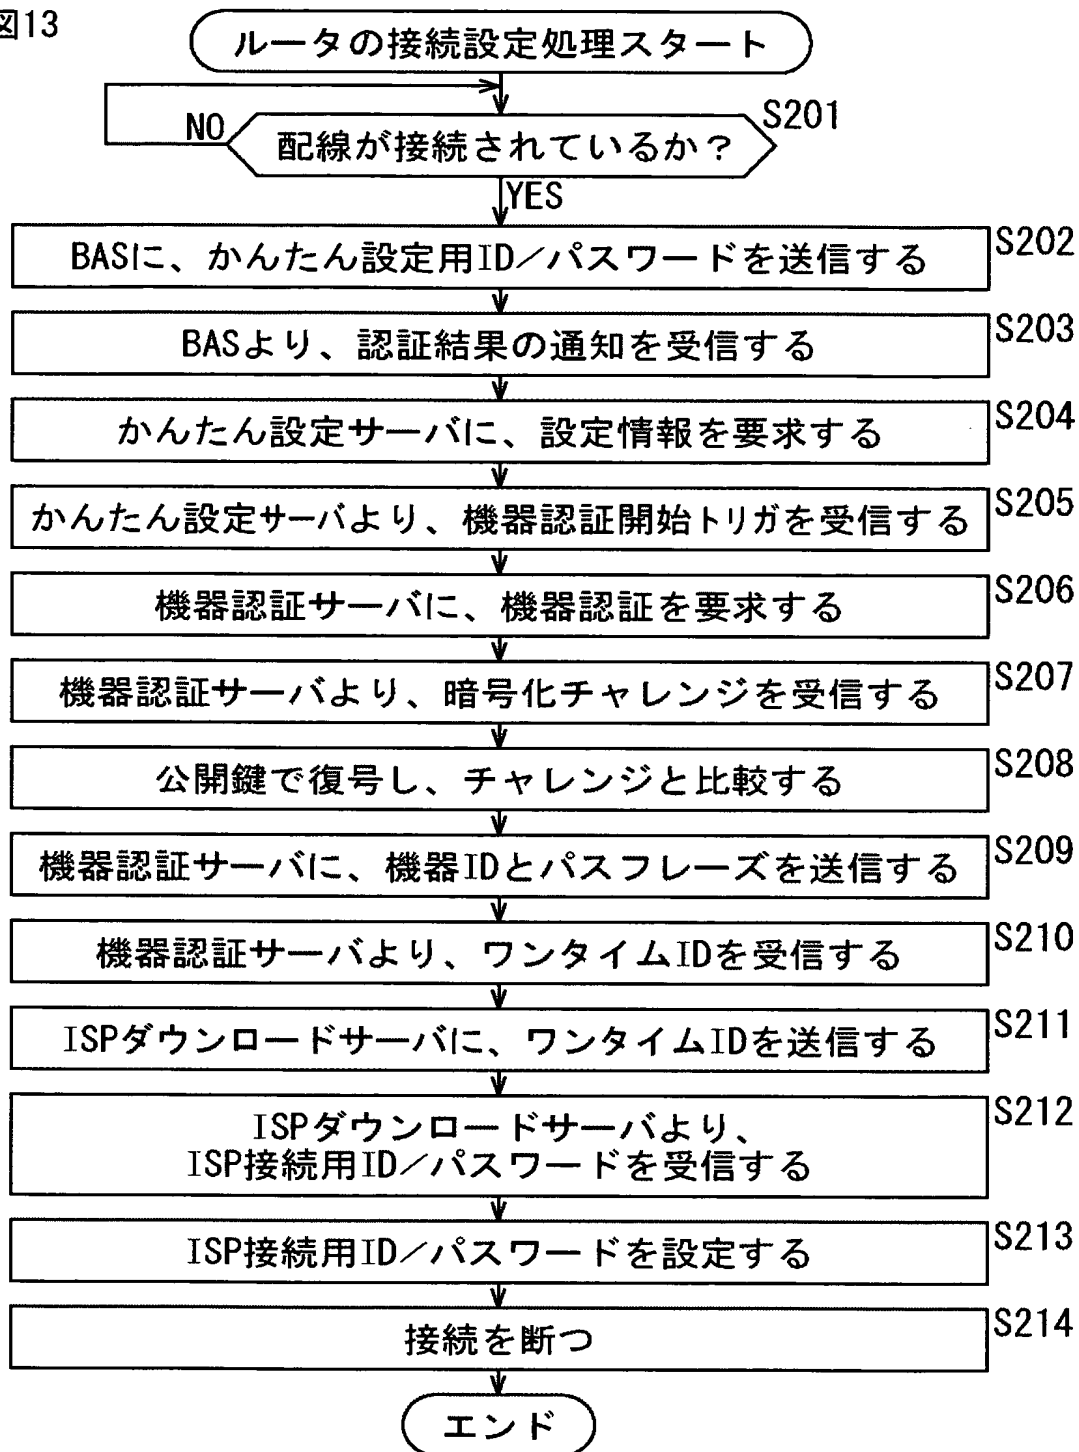 図13
ルータの接続設定処理スタート
S201
NO
配線が接続されているか？
YES
S202
BASに、かんたん設定用ID／パスワードを送信する
S203
BASより、認証結果の通知を受信する
S204
かんたん設定サーバに、設定情報を要求する
S205
かんたん設定サーバより、機器認証開始トリガを受信する
S206
機器認証サーバに、機器認証を要求する
S207
機器認証サーバより、暗号化チャレンジを受信する
S208
公開鍵で復号し、チャレンジと比較する
S209
機器認証サーバに、機器IDとパスフレーズを送信する
S210
機器認証サーバより、ワンタイムIDを受信する
S211
ISPダウンロードサーバに、ワンタイムIDを送信する
S212
ISPダウンロードサーバより、
ISP接続用ID／パスワードを受信する
S213
ISP接続用ID／パスワードを設定する
S214
接続を断つ
エンド